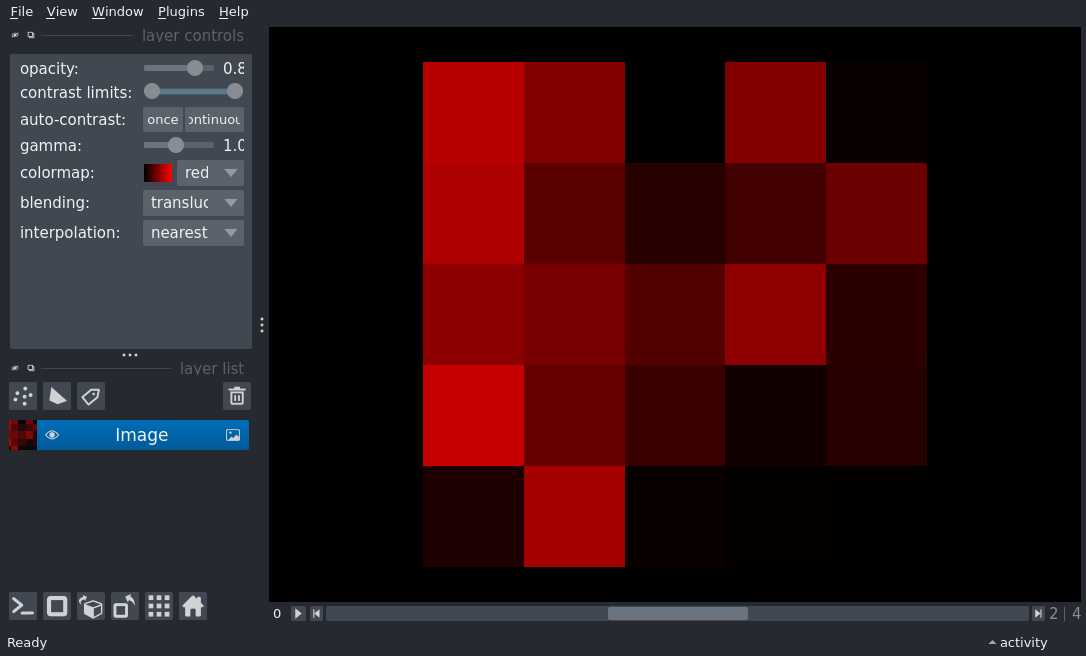 File View Window Plugins Help
layer controls
opacity: 0.8
contrast limits:
auto-contrast: once ontinuou
gamma: 1.0
colormap: red
blending: transluc
interpolation: nearest
layer list
Image
0 2 | 4
Ready activity